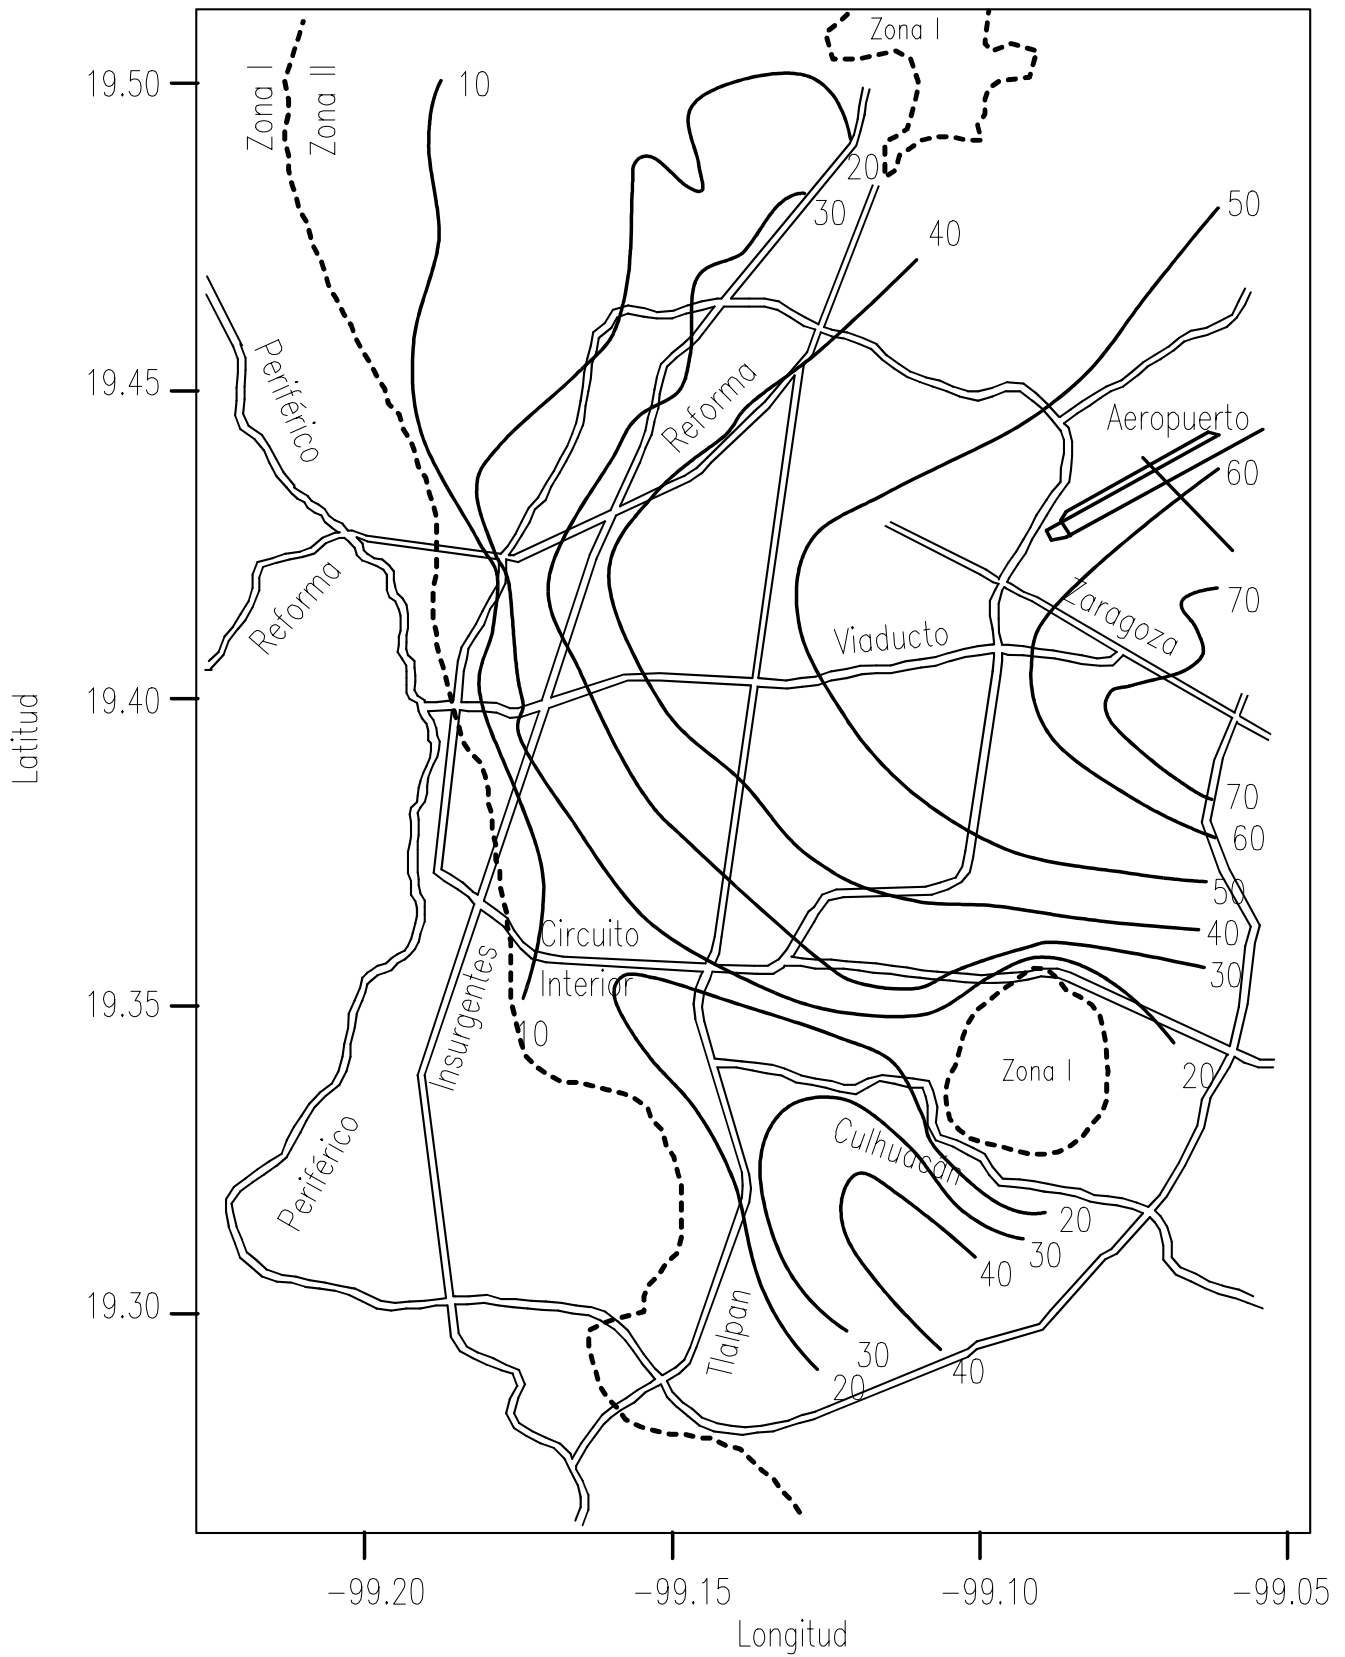 Zona I
19.50
Zona I
Zona II
10
20
30
40
50
Periférico
19.45
Reforma
Aeropuerto
60
Reforma
Zaragoza
70
Viaducto
19.40
Latitud
70
60
50
Circuito
40
Interior
30
19.35
Insurgentes
10
Zona I
20
Periférico
Culhuacán
20
30
40
19.30
Tlalpan
30
40
20
-99.20
-99.15
-99.10
-99.05
Longitud